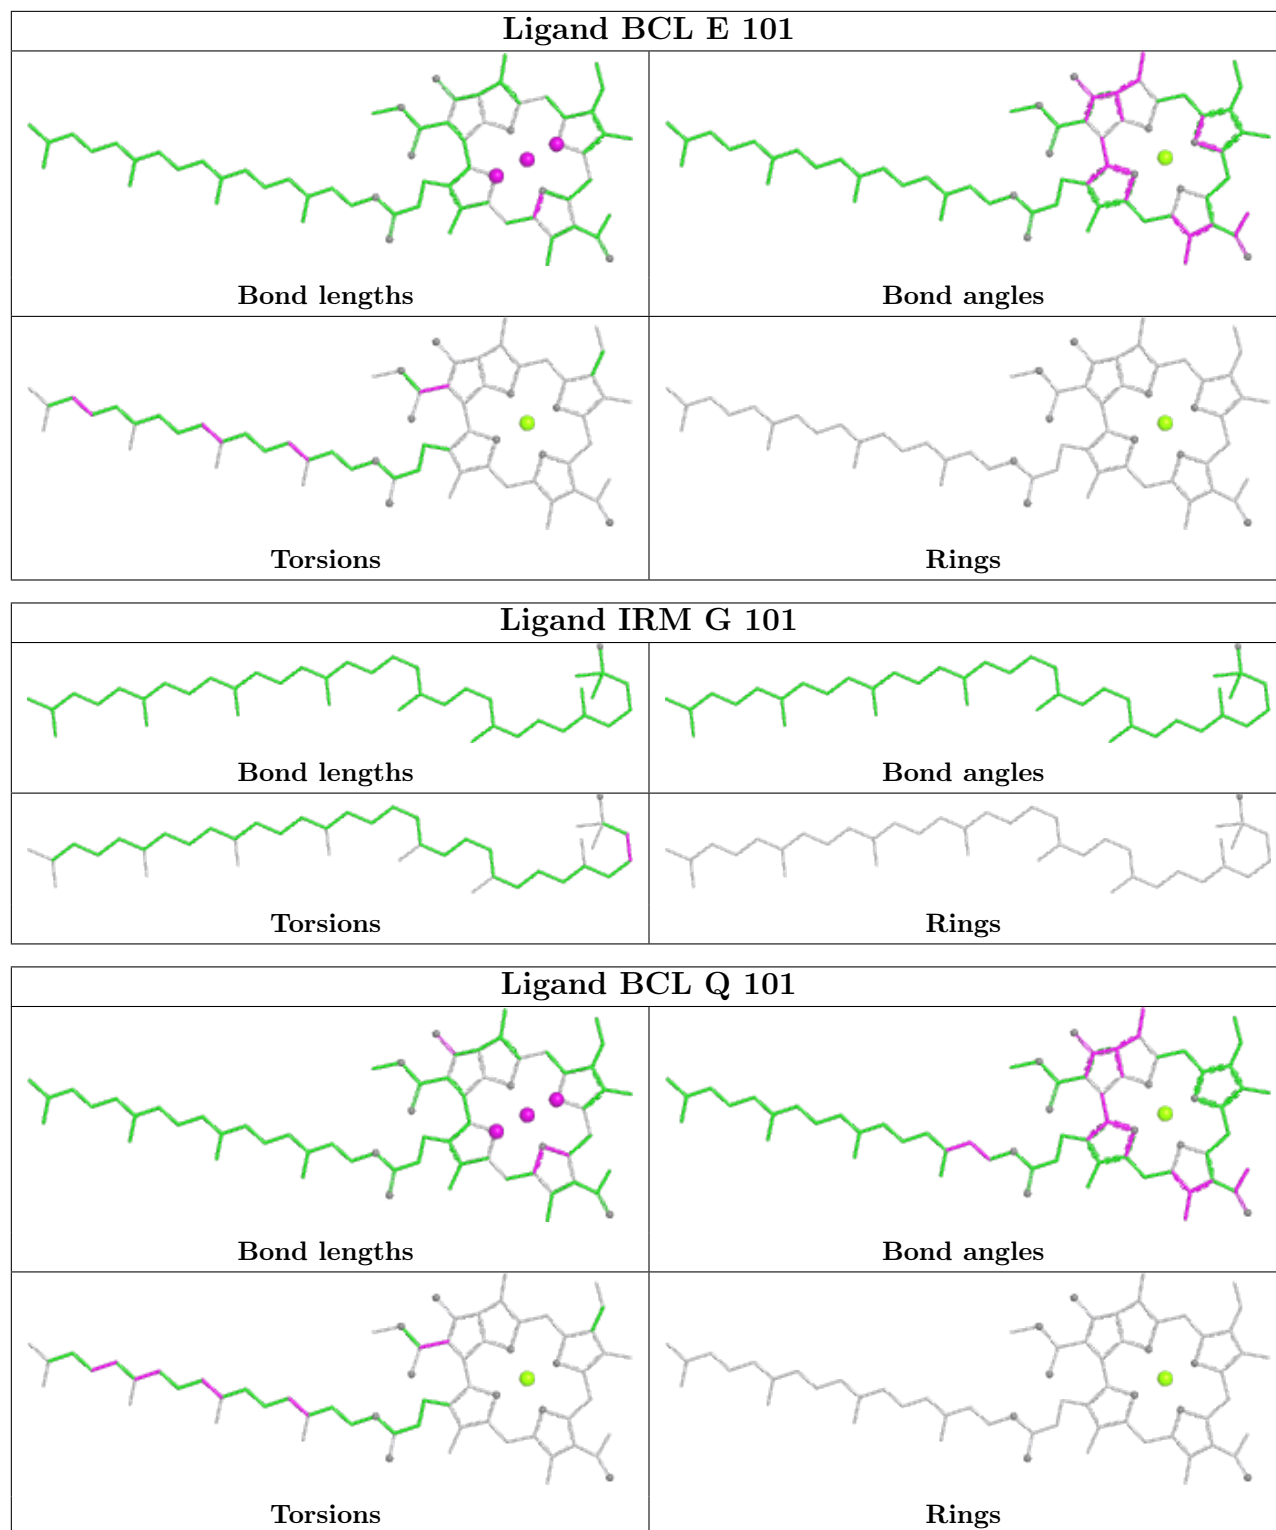 Ligand BCL E 101
Bond lengths
Bond angles
Torsions
Rings
Ligand IRM G 101
Bond lengths
Bond angles
Torsions
Rings
Ligand BCL Q 101
Bond lengths
Bond angles
Torsions
Rings